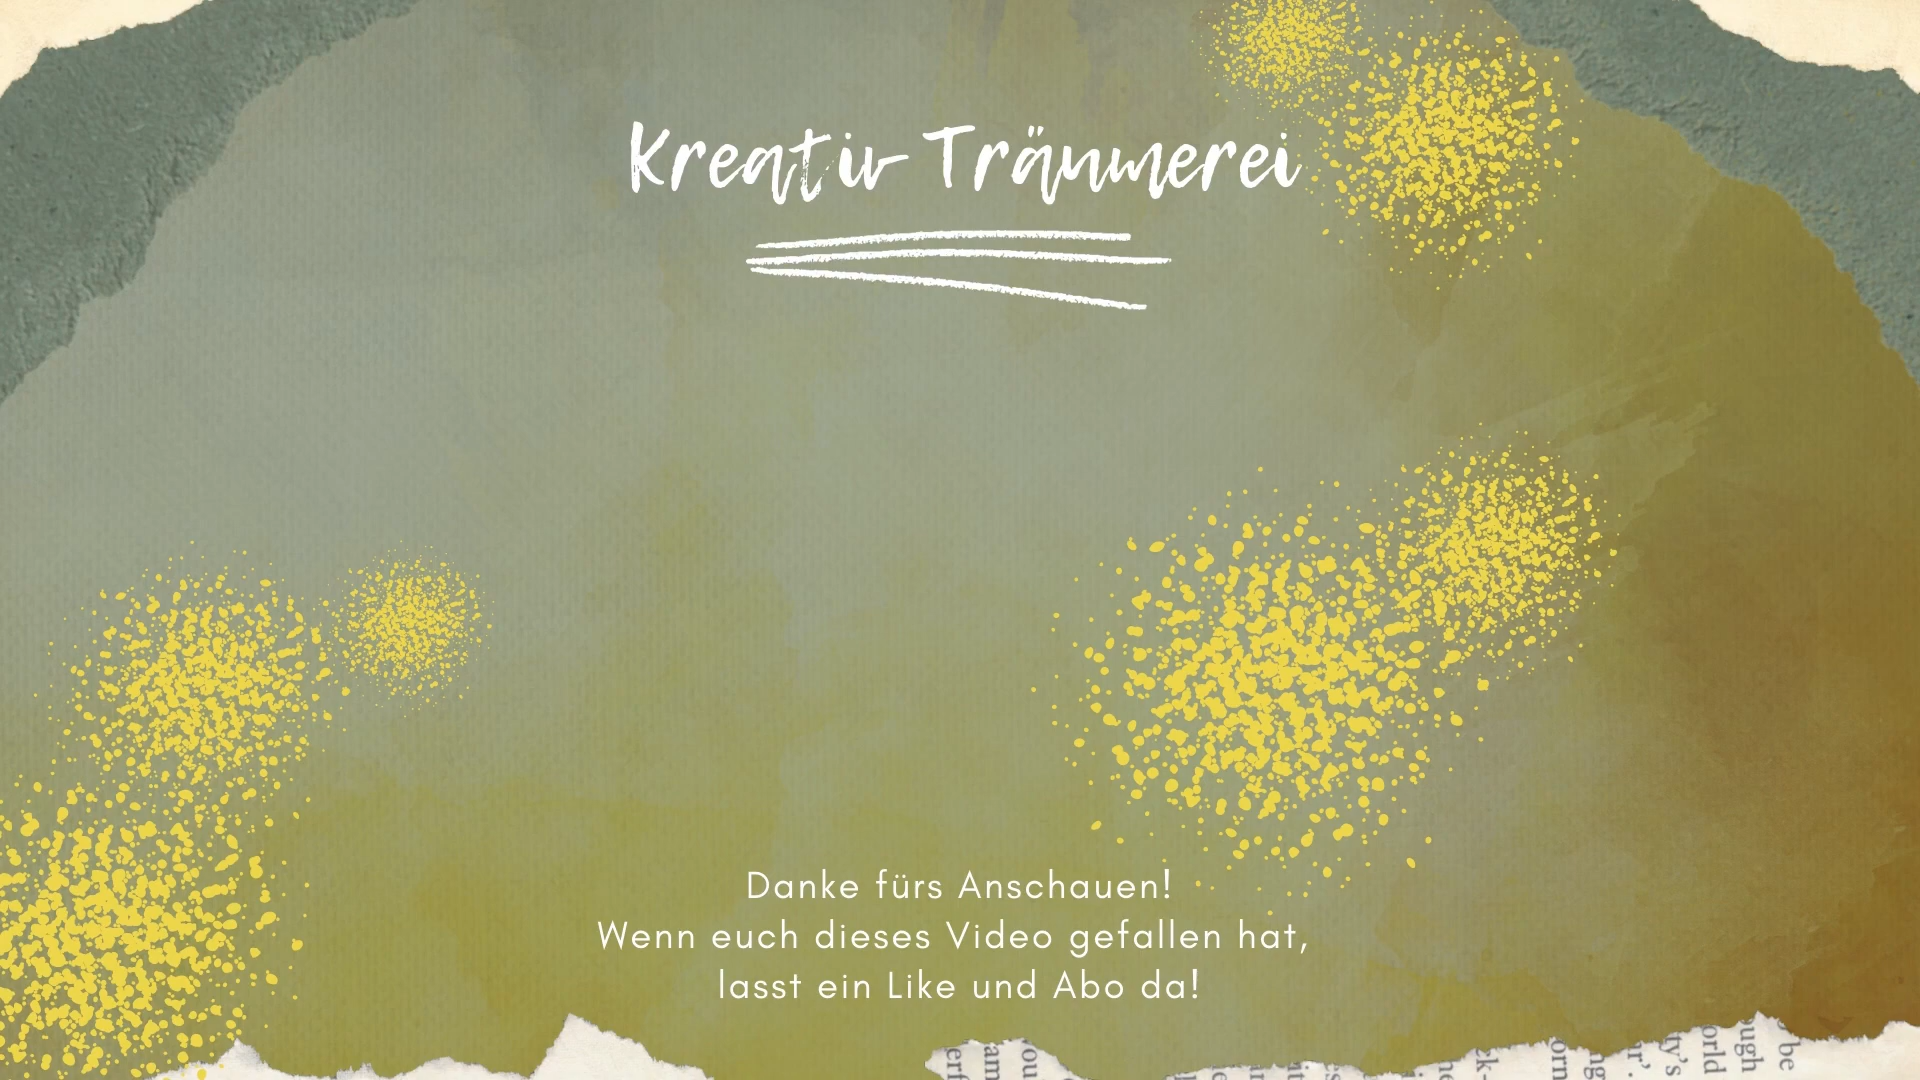 Kreativ Träumerei
Danke fürs Anschauen!
Wenn euch dieses Video gefallen hat,
lasst ein Like und Abo da!